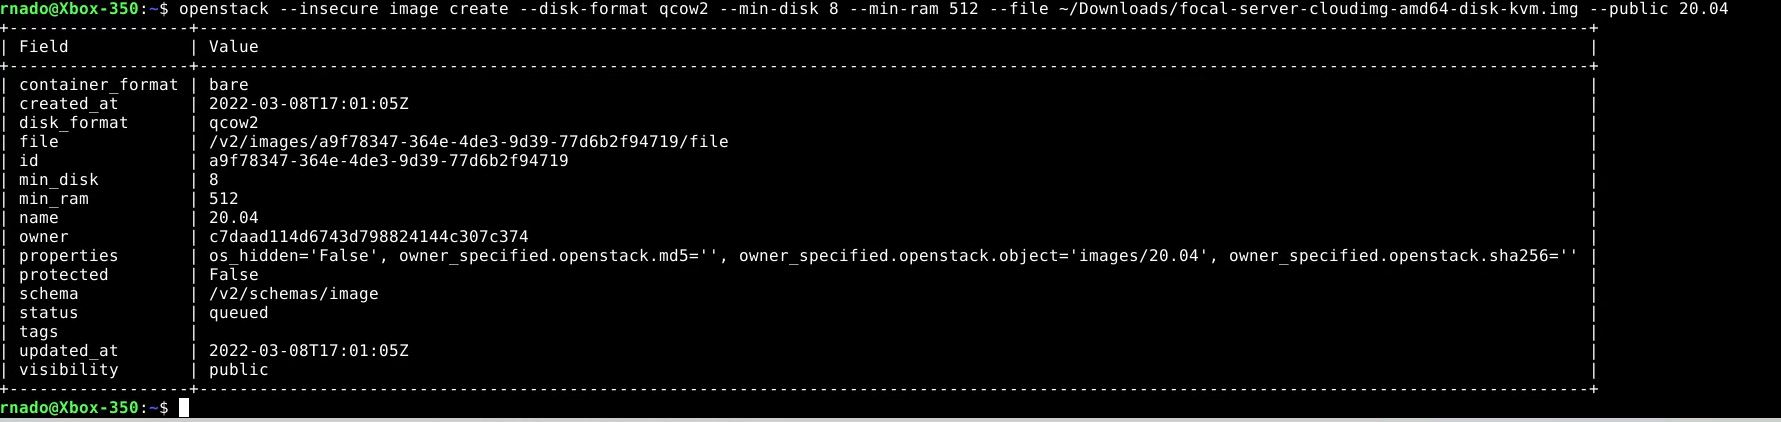 rnado@Xbox-350:~$ openstack --insecure image create --disk-format qcow2 --min-disk 8 --min-ram 512 --file ~/Downloads/focal-server-cloudimg-amd64-disk-kvm.img --public 20.04
| Field | Value |
| container_format | bare |
| created_at | 2022-03-08T17:01:05Z |
| disk_format | qcow2 |
| file | /v2/images/a9f78347-364e-4de3-9d39-77d6b2f94719/file |
| id | a9f78347-364e-4de3-9d39-77d6b2f94719 |
| min_disk | 8 |
| min_ram | 512 |
| name | 20.04 |
| owner | c7daad114d6743d798824144c307c374 |
| properties | os_hidden='False', owner_specified.openstack.md5='', owner_specified.openstack.object='images/20.04', owner_specified.openstack.sha256='' |
| protected | False |
| schema | /v2/schemas/image |
| status | queued |
| tags | |
| updated_at | 2022-03-08T17:01:05Z |
| visibility | public |
rnado@Xbox-350:~$